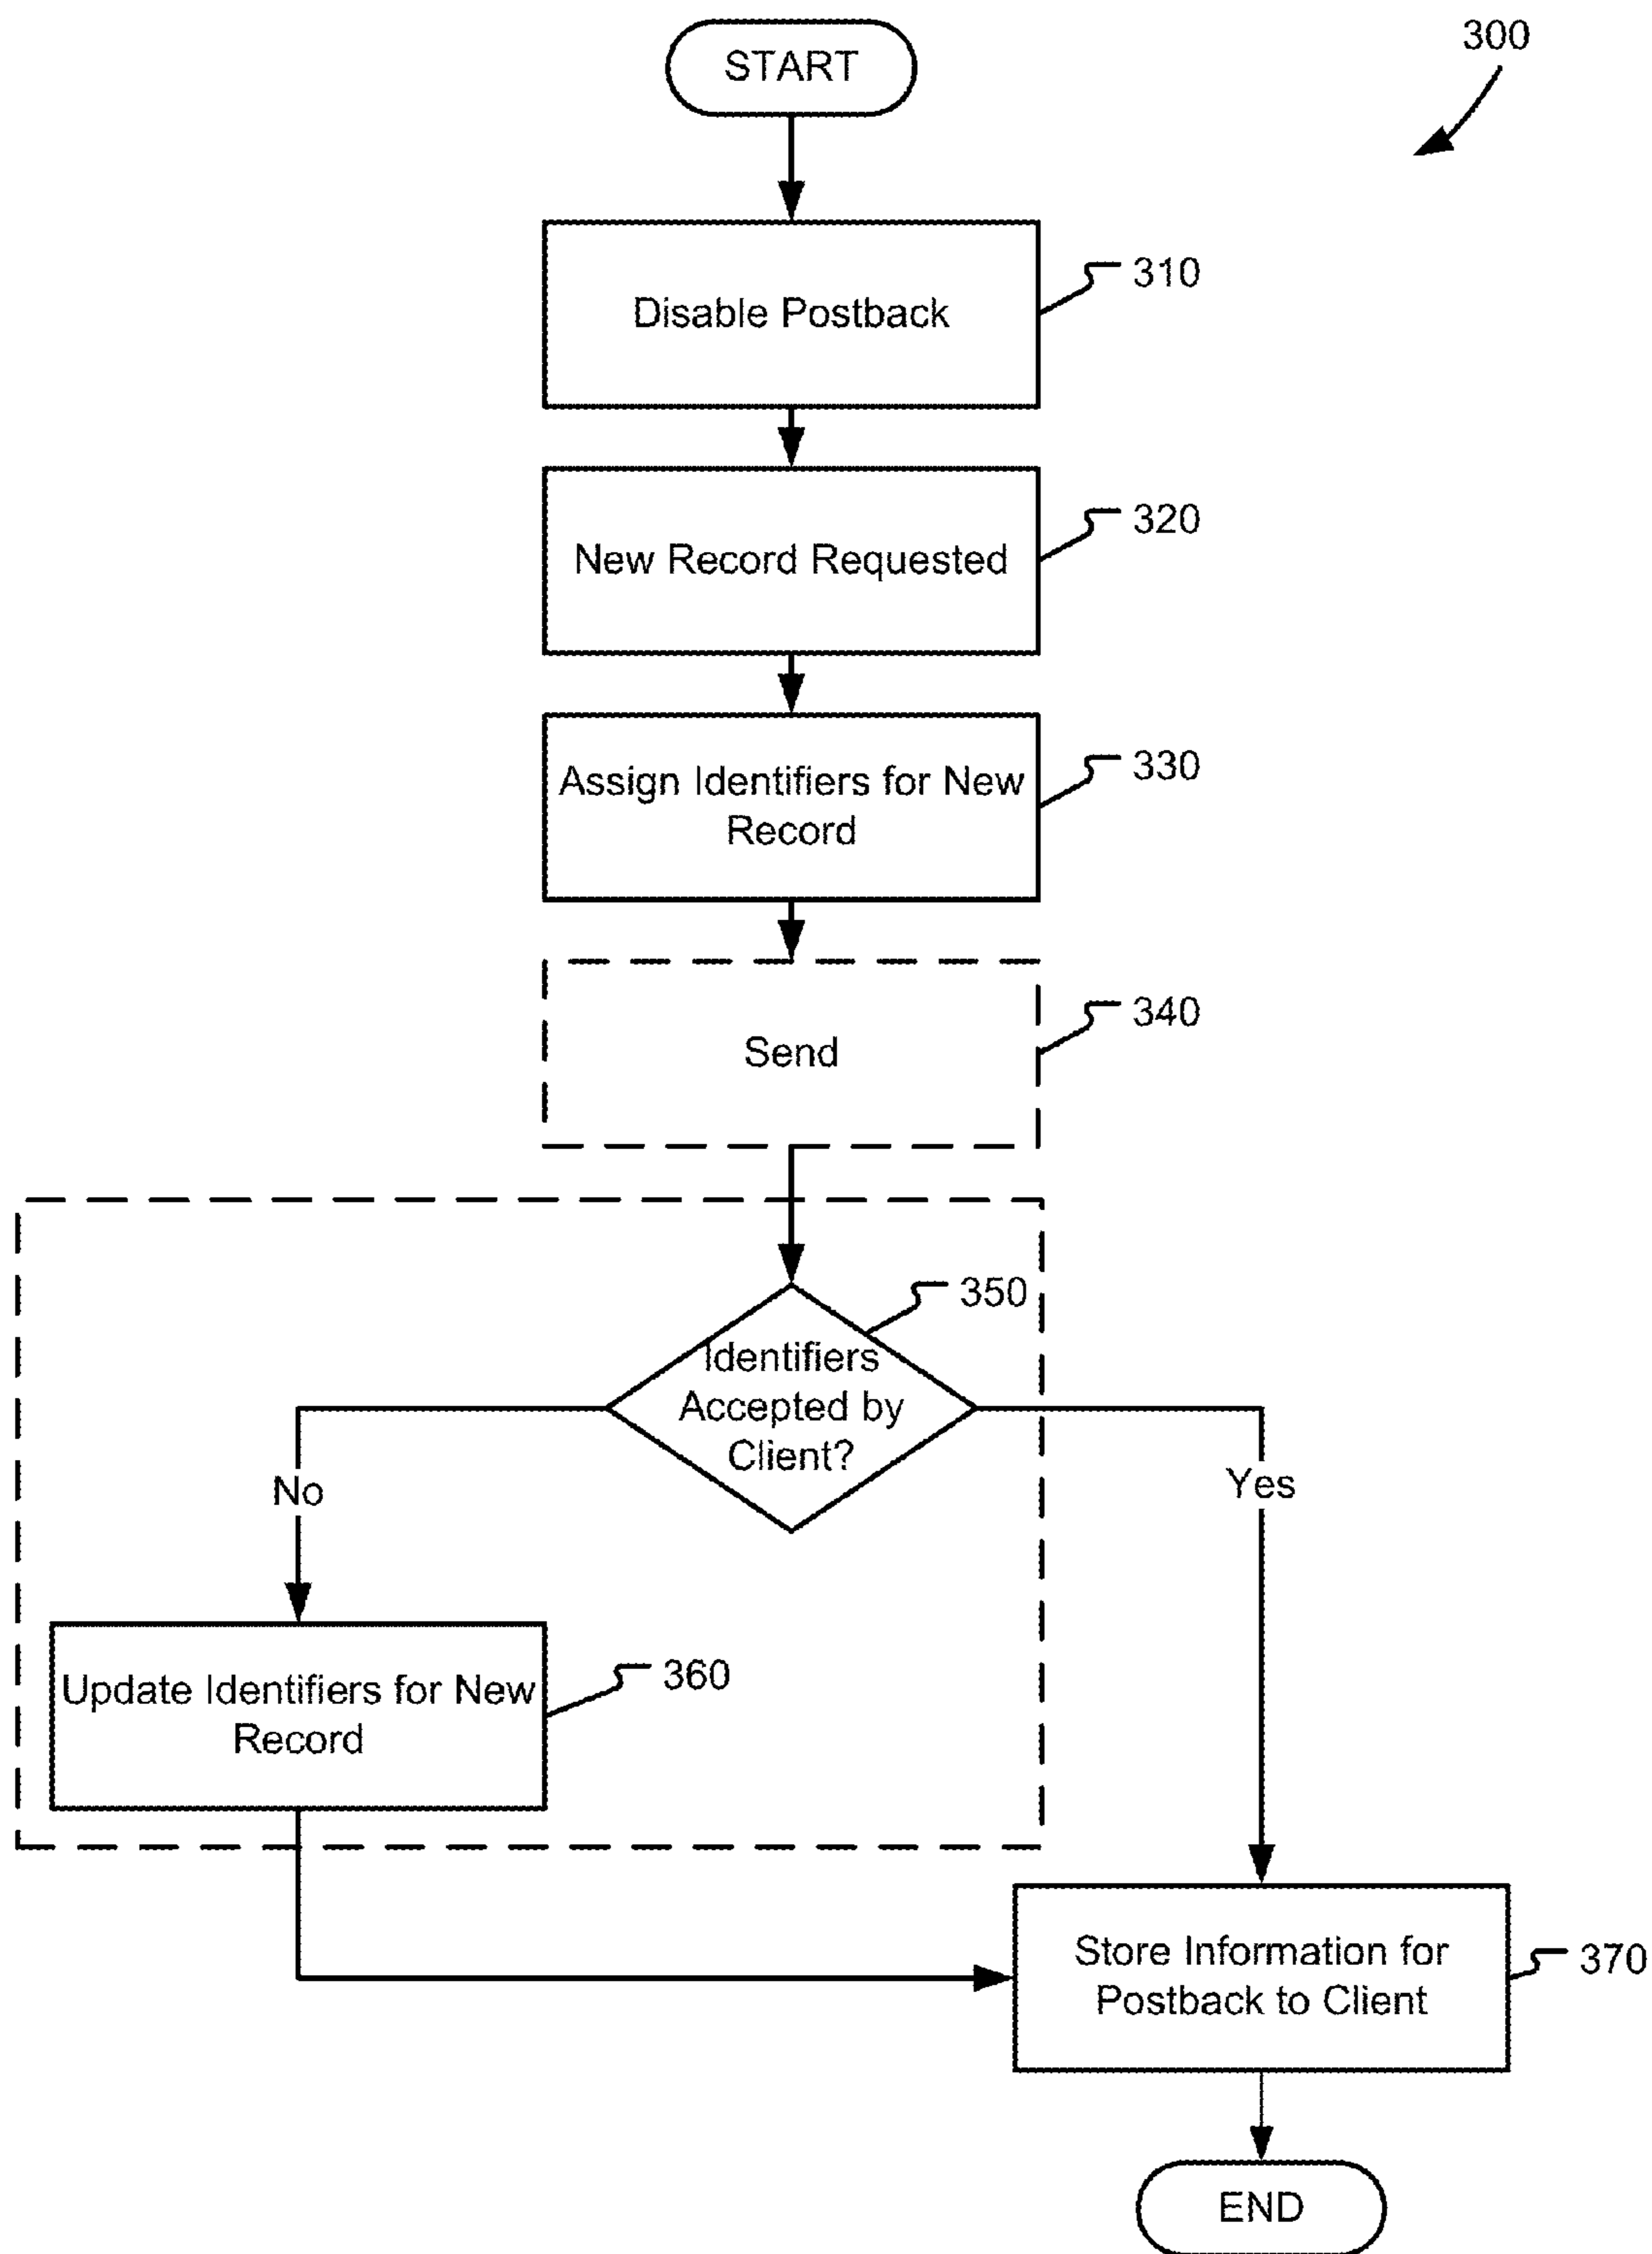 START
300
Disable Postback
310
New Record Requested
320
Assign Identifiers for New
Record
330
Send
340
350
Identifiers
Accepted by
Client?
No
Yes
Update Identifiers for New
Record
360
Store Information for
Postback to Client
370
END